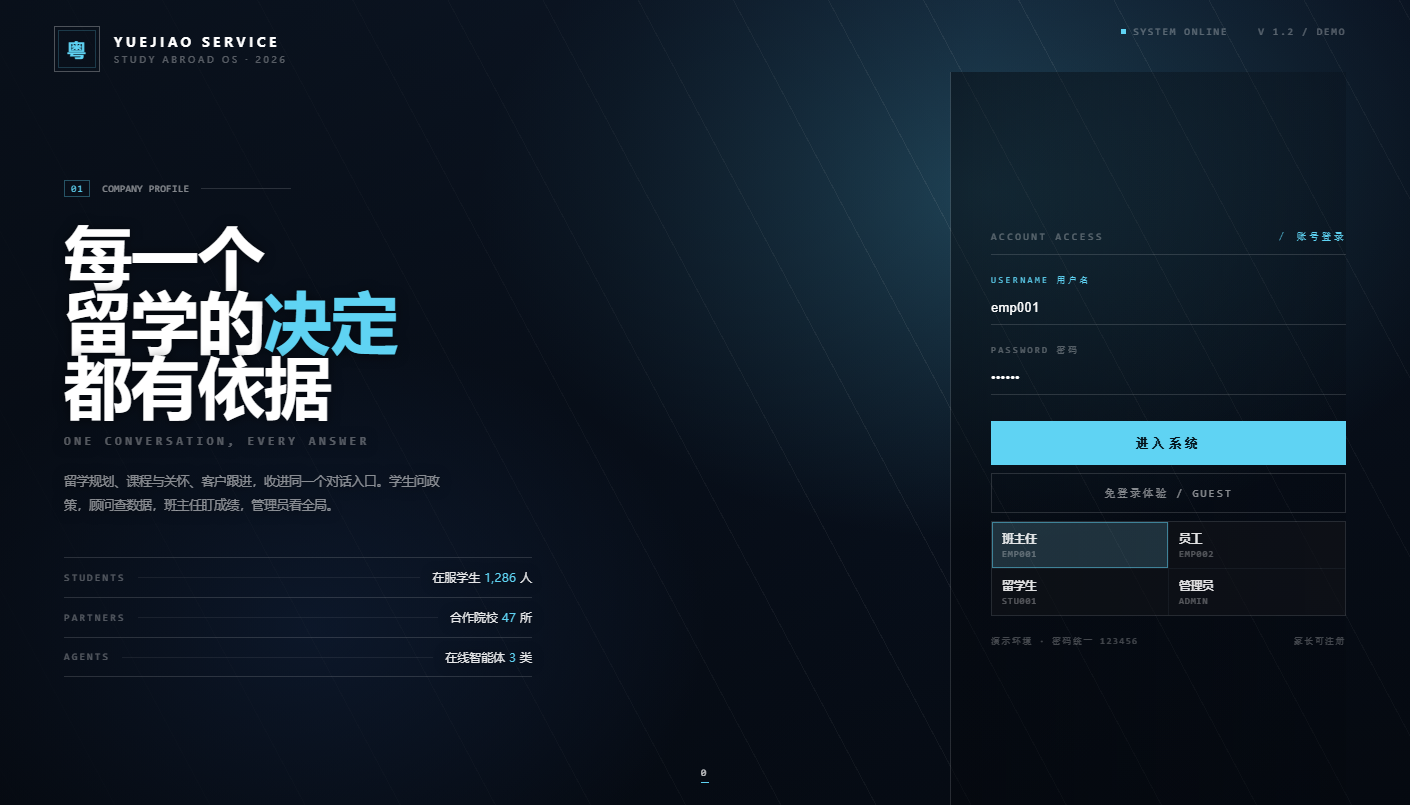 粤
YUEJIAO SERVICE
STUDY ABROAD OS · 2026
SYSTEM ONLINE
V 1.2 / DEMO
01 COMPANY PROFILE
每一个
留学的决定
都有依据
ONE CONVERSATION, EVERY ANSWER
留学规划、课程与关怀、客户跟进，收进同一个对话入口。学生问政
策，顾问查数据，班主任盯成绩，管理员看全局。
STUDENTS 在服学生 1,286 人
PARTNERS 合作院校 47 所
AGENTS 在线智能体 3 类
ACCOUNT ACCESS / 账号登录
USERNAME 用户名
emp001
PASSWORD 密码
••••••
进入系统
免登录体验 / GUEST
班主任
EMP001
员工
EMP002
留学生
STU001
管理员
ADMIN
演示环境 · 密码统一 123456
家长可注册
0